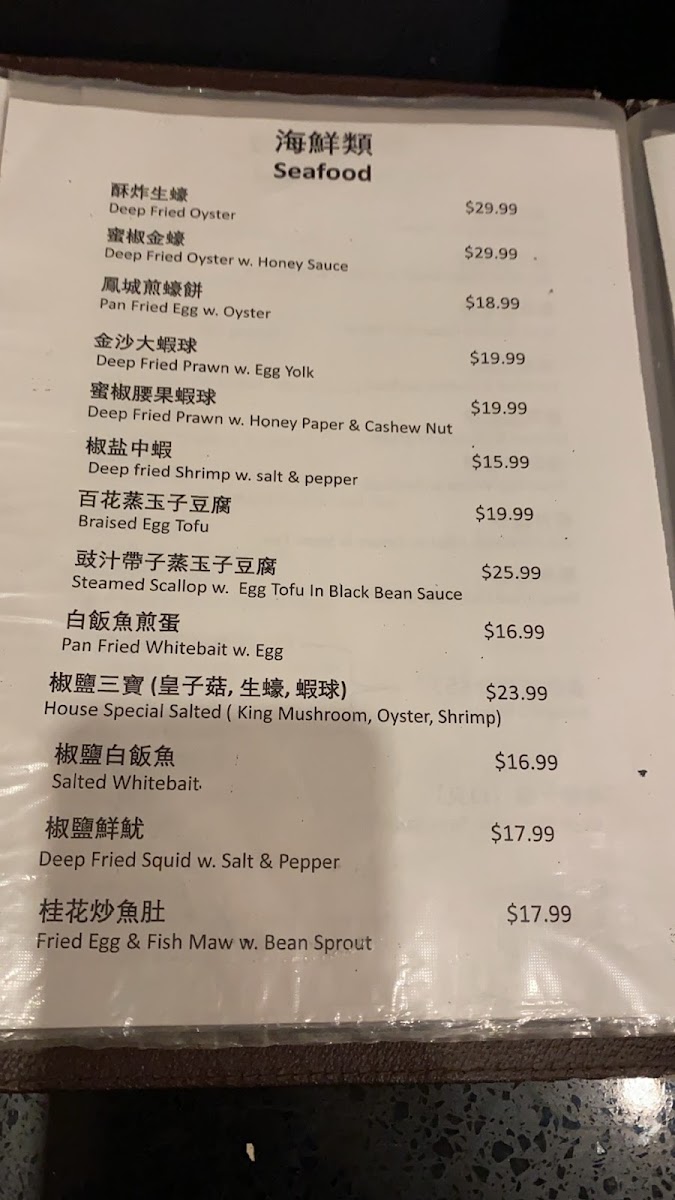 海鮮類
Seafood
酥炸生蠔
Deep Fried Oyster
$29.99
蜜椒金蠔
Deep Fried Oyster w. Honey Sauce
$29.99
鳳城煎蠔餅
Pan Fried Egg w. Oyster
$18.99
金沙大蝦球
Deep Fried Prawn w. Egg Yolk
$19.99
蜜椒腰果蝦球
Deep Fried Prawn w. Honey Paper & Cashew Nut
$19.99
椒盐中蝦
Deep fried Shrimp w. salt & pepper
$15.99
百花蒸玉子豆腐
Braised Egg Tofu
$19.99
豉汁帶子蒸玉子豆腐
Steamed Scallop w. Egg Tofu In Black Bean Sauce
$25.99
白飯魚煎蛋
Pan Fried Whitebait w. Egg
$16.99
椒鹽三寶 (皇子菇, 生蠔, 蝦球)
House Special Salted ( King Mushroom, Oyster, Shrimp)
$23.99
椒鹽白飯魚
Salted Whitebait
$16.99
椒鹽鮮魷
Deep Fried Squid w. Salt & Pepper
$17.99
桂花炒魚肚
Fried Egg & Fish Maw w. Bean Sprout
$17.99